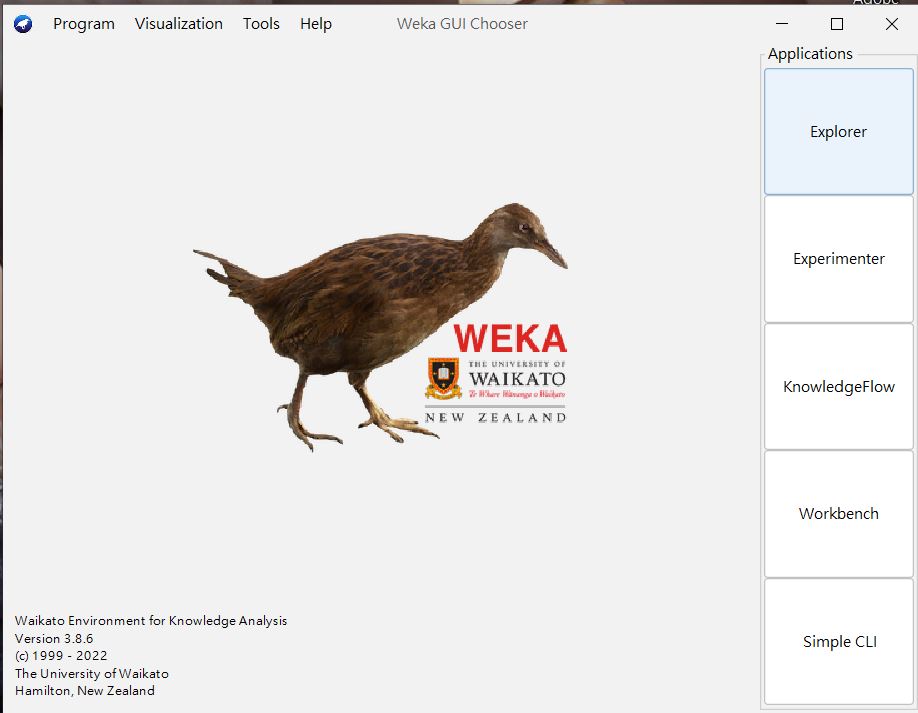 Adobe
Program Visualization Tools Help Weka GUI Chooser
Applications
Explorer
Experimenter
KnowledgeFlow
Workbench
Simple CLI
WEKA
THE UNIVERSITY OF
WAIKATO
Te Whare Wānanga o Waikato
NEW ZEALAND
Waikato Environment for Knowledge Analysis
Version 3.8.6
(c) 1999 - 2022
The University of Waikato
Hamilton, New Zealand